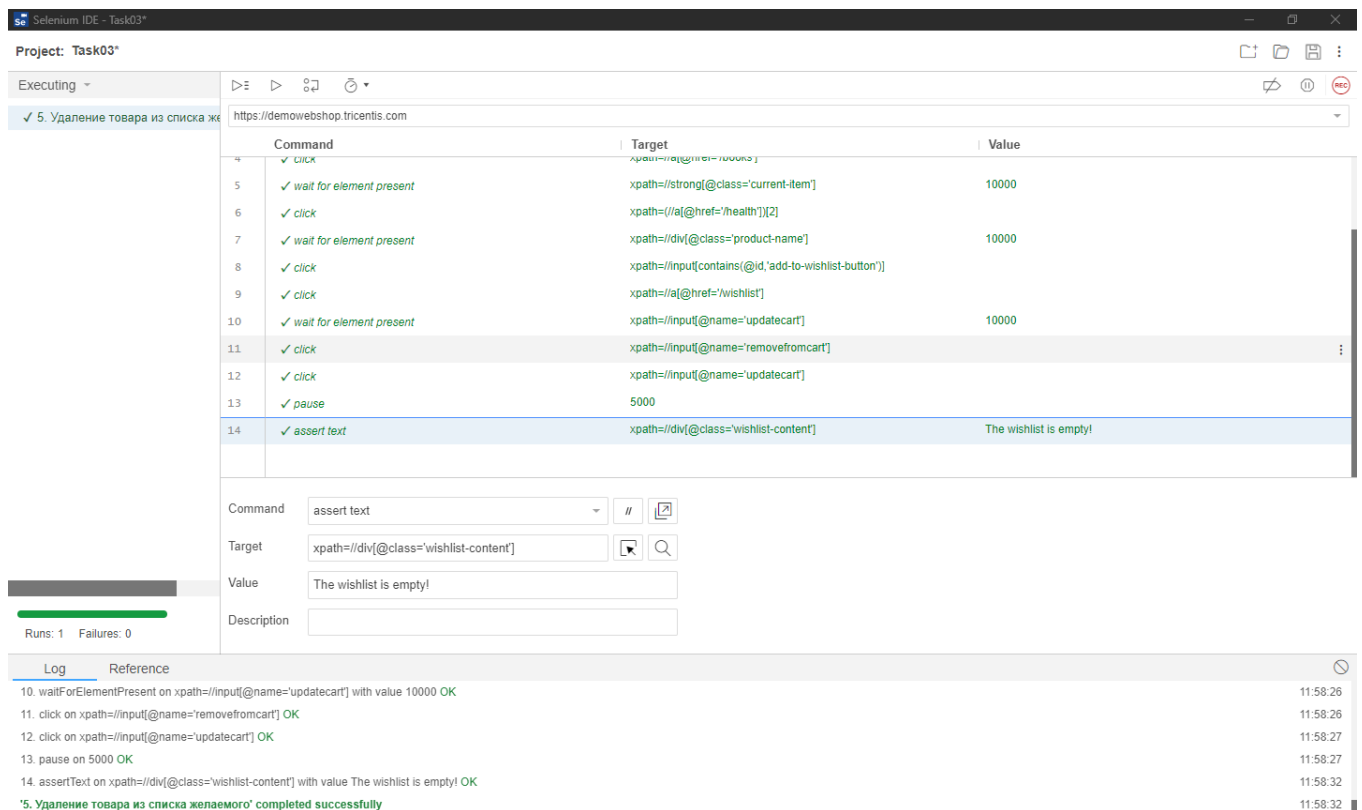 Selenium IDE - Task03*
Project: Task03*
Executing
✓ 5. Удаление товара из списка же
https://demowebshop.tricentis.com
Command Target Value
4 ✓ click xpath=//a[@href='/books']
5 ✓ wait for element present xpath=//strong[@class='current-item'] 10000
6 ✓ click xpath=(//a[@href='/health'])[2]
7 ✓ wait for element present xpath=//div[@class='product-name'] 10000
8 ✓ click xpath=//input[contains(@id,'add-to-wishlist-button')]
9 ✓ click xpath=//a[@href='/wishlist']
10 ✓ wait for element present xpath=//input[@name='updatecart'] 10000
11 ✓ click xpath=//input[@name='removefromcart']
12 ✓ click xpath=//input[@name='updatecart']
13 ✓ pause 5000
14 ✓ assert text xpath=//div[@class='wishlist-content'] The wishlist is empty!
Command assert text //
Target xpath=//div[@class='wishlist-content']
Value The wishlist is empty!
Description
Runs: 1 Failures: 0
REC
Log Reference
10. waitForElementPresent on xpath=//input[@name='updatecart'] with value 10000 OK 11:58:26
11. click on xpath=//input[@name='removefromcart'] OK 11:58:26
12. click on xpath=//input[@name='updatecart'] OK 11:58:27
13. pause on 5000 OK 11:58:27
14. assertText on xpath=//div[@class='wishlist-content'] with value The wishlist is empty! OK 11:58:32
'5. Удаление товара из списка желаемого' completed successfully 11:58:32